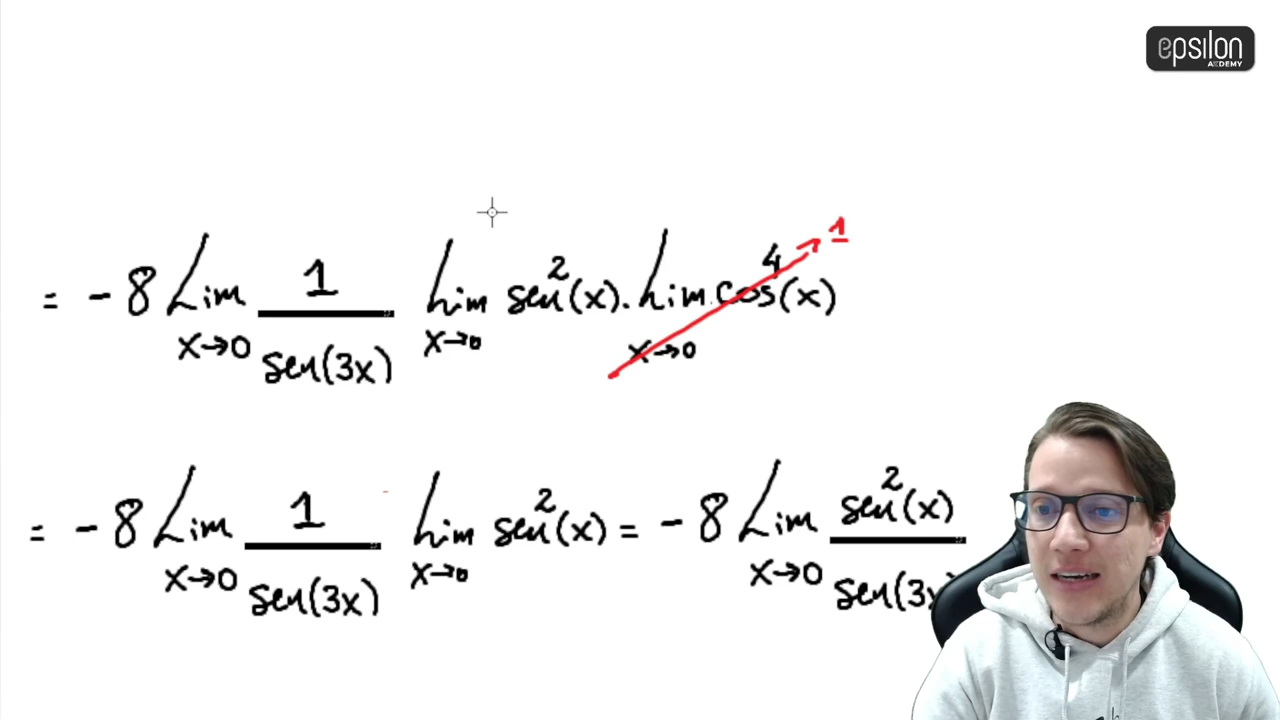 epsilon
AKDEMY
= - 8 Lim x→0 1/sen(3x) Lim x→0 sen²(x) . Lim x→0 cos⁴(x) 1
= - 8 Lim x→0 1/sen(3x) Lim x→0 sen²(x) = - 8 Lim x→0 sen²(x)/sen(3x